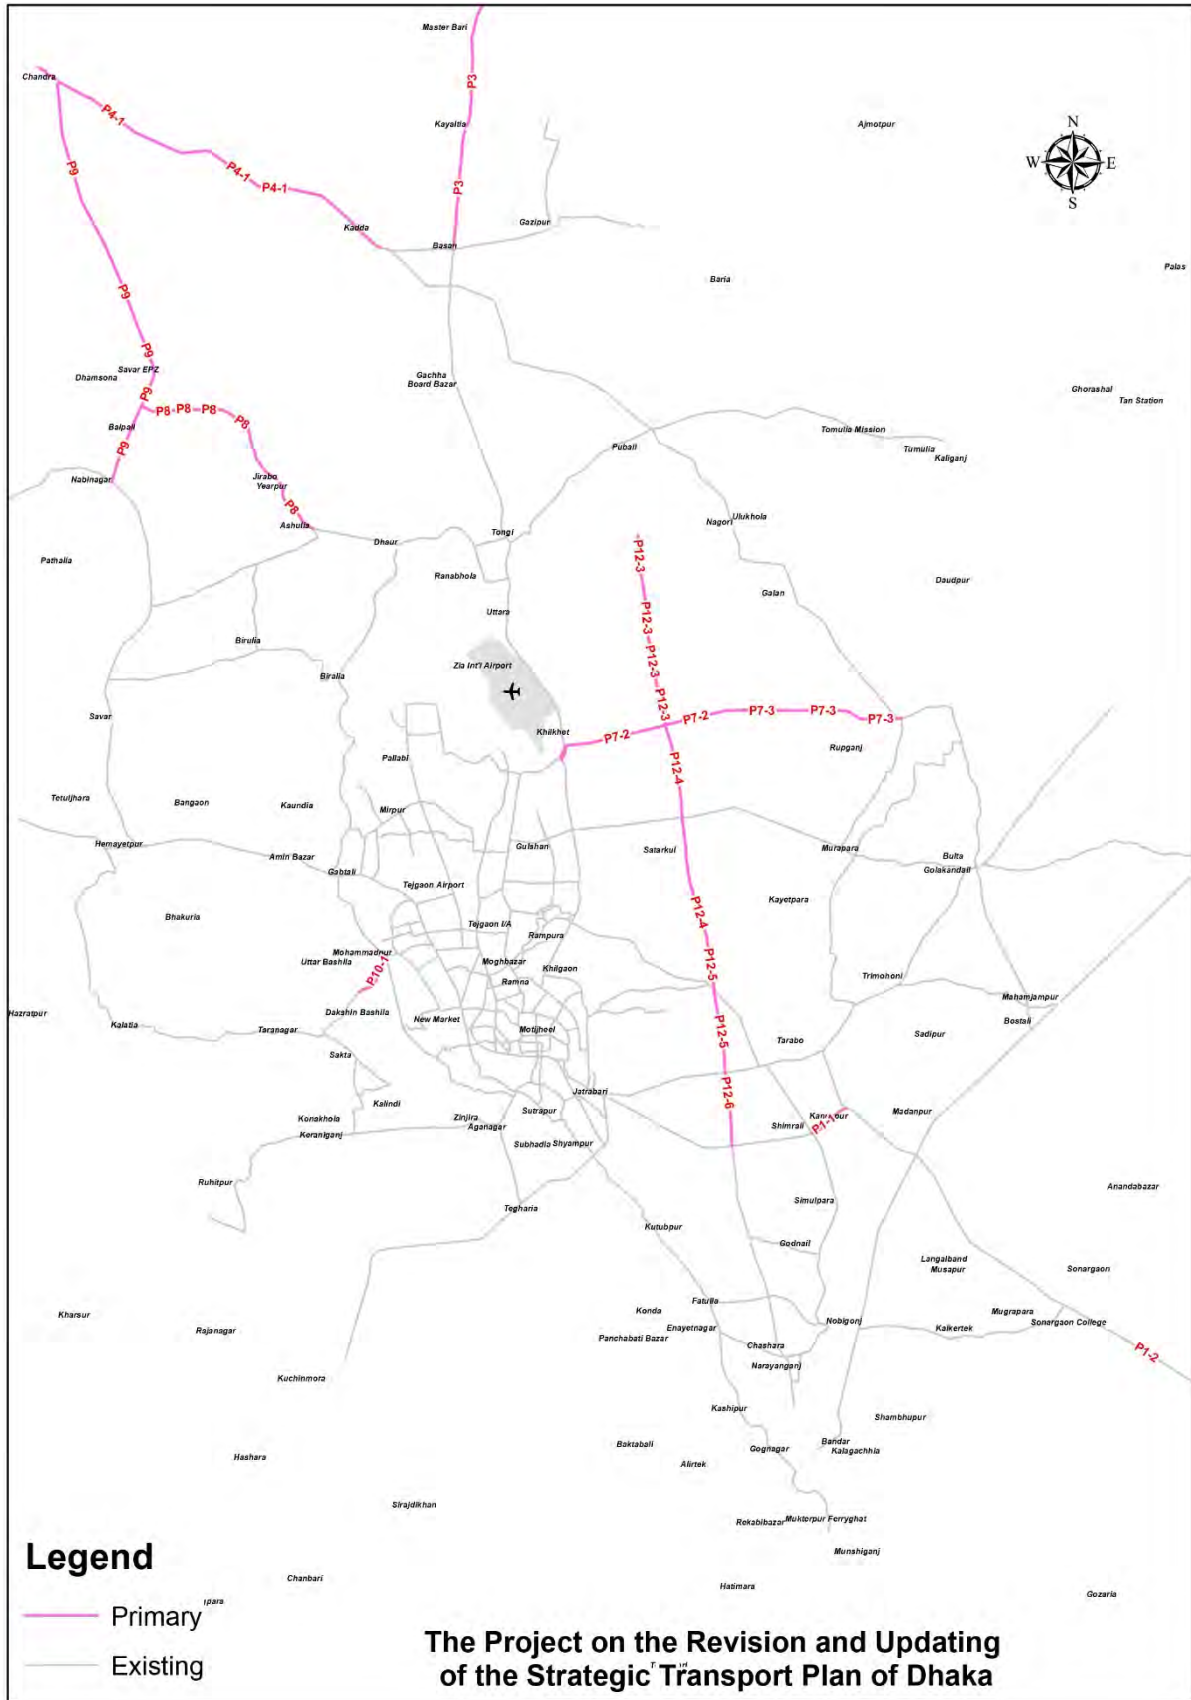 Master Bari
Chandra
P3
P4-1
Kayaltia
Ajmotpur
N
W
E
S
P9
P4-1
P4-1
P3
Gazipur
Kadda
Basan
Palas
Baria
P9
P9
Savar EPZ
Dhamsona
Gachha
Board Bazar
Ghorashal
Tan Station
P9
P8
P8
P8
P8
Balpall
Tomulia Mission
P9
Puball
Tumulia
Kaliganj
Nabinagar
Jirabo
Yearpur
P8
Ashulia
Nagori
Ulukhola
Tongi
Dhaur
P12-3
Pathalia
Ranabhola
Daudpur
Galan
Uttara
P12-3
Birulia
P12-3
Zia Int'l Airport
Biralia
P12-3
Savar
P7-2
P7-3
P7-3
P7-3
Khilkhet
P7-2
Rupganj
Pallabi
P12-4
Tetuljhara
Bangaon
Kaundia
Mirpur
Hemayetpur
Gulshan
Satarkul
Murapara
Amin Bazar
Bulta
Golakandail
Gabtali
Tejgaon Airport
Kayetpara
P12-4
Bhakuria
Tejgaon I/A
Rampura
Mohammadpur
Uttar Bashila
P10-1
Moghbazar
Khilgaon
P12-5
Trimohoni
Ramna
Mahamjampur
Hazratpur
Dakshin Bashila
New Market
Bostall
Kalatia
Taranagar
Motijheel
P12-5
Sadipur
Tarabo
Sakta
Jatrabari
P12-6
Kalindi
Sutrapur
Madanpur
Konakhola
Zinjira
Aganagar
P1-1
Shimrail
Keraniganj
Subhadia
Shyampur
Ruhitpur
Anandabazar
Simulpara
Tegharia
Kutubpur
Godnail
Langalband
Musapur
Sonargaon
Kharsur
Konda
Fatulla
Mugrapara
Rajanagar
Enayetnagar
Nobigonj
Kaikertek
Sonargaon College
Panchabati Bazar
Chashara
P1-2
Narayanganj
Kuchinmora
Kashipur
Shambhupur
Baktabali
Gognagar
Bandar
Kalagachhia
Hashara
Alirtek
Sirajdikhan
Rekabibazar
Mukterpur Ferryghat
Munshiganj
Legend
Chanbari
Hatimara
Gozaria
Primary
Existing
The Project on the Revision and Updating
of the Strategic Transport Plan of Dhaka